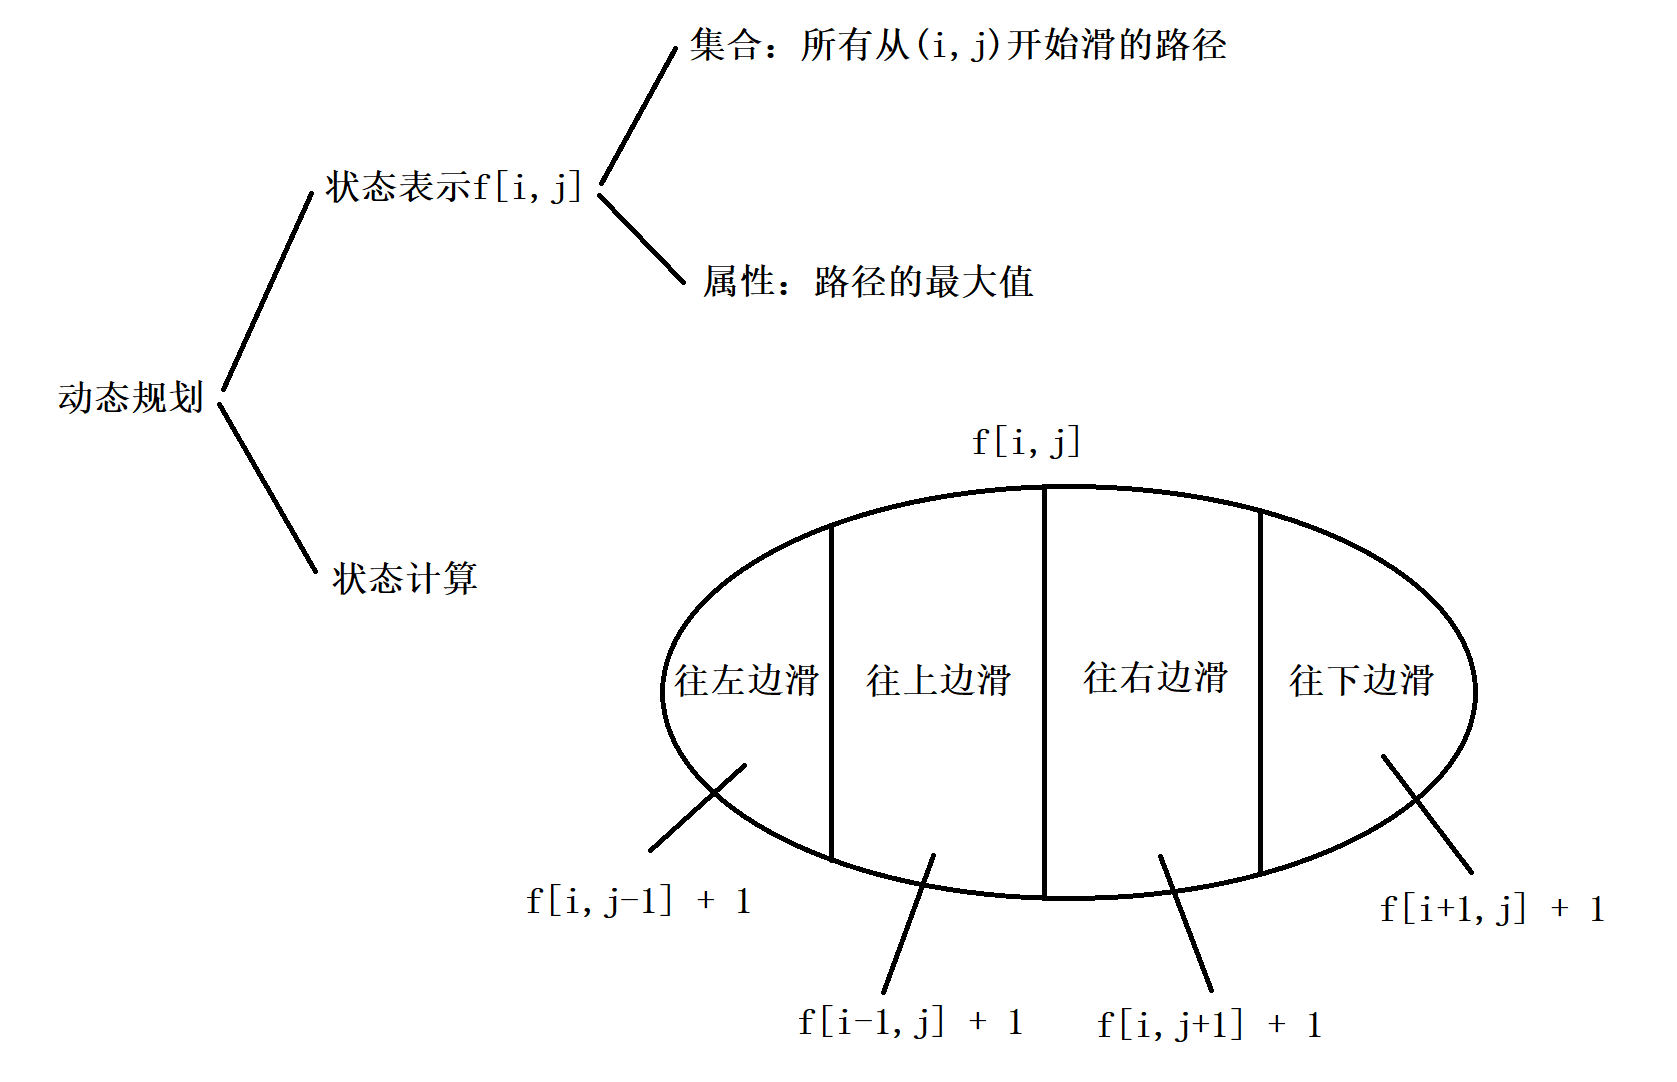 集合：所有从(i,j)开始滑的路径
状态表示f[i,j]
属性：路径的最大值
动态规划
f[i,j]
状态计算
往左边滑
往上边滑
往右边滑
往下边滑
f[i,j-1] + 1
f[i+1,j] + 1
f[i-1,j] + 1
f[i,j+1] + 1